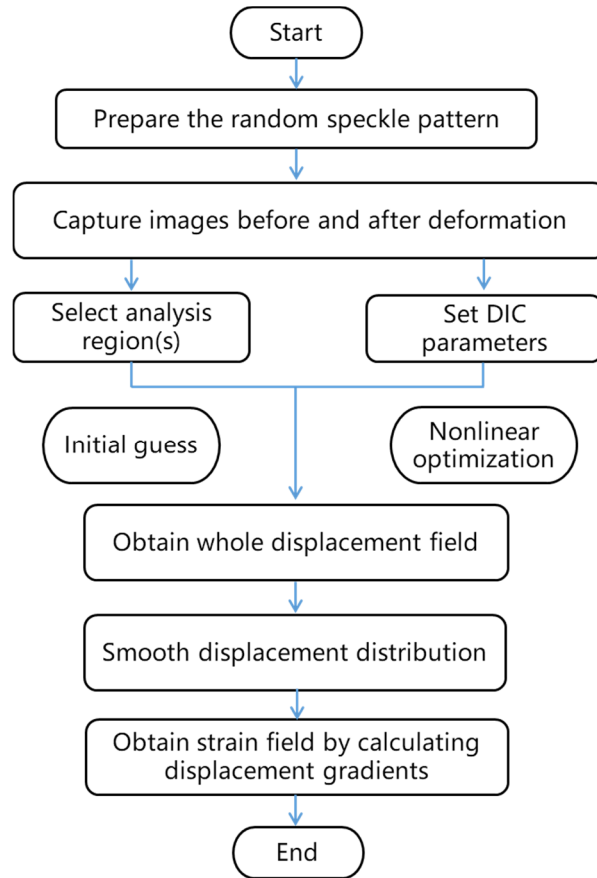 Start
Prepare the random speckle pattern
Capture images before and after deformation
Select analysis
region(s)
Set DIC
parameters
Initial guess
Nonlinear
optimization
Obtain whole displacement field
Smooth displacement distribution
Obtain strain field by calculating
displacement gradients
End